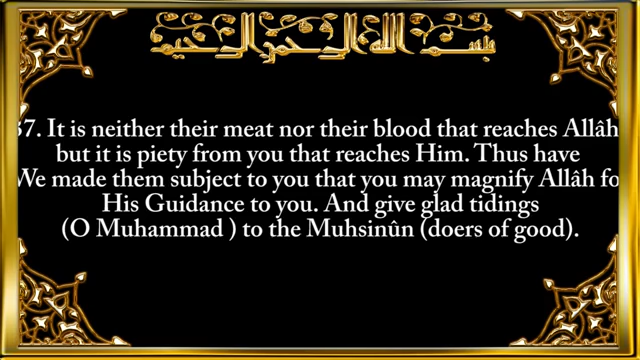 بسم الله الرحمن الرحيم
37. It is neither their meat nor their blood that reaches Allâh
but it is piety from you that reaches Him. Thus have
We made them subject to you that you may magnify Allâh fo
His Guidance to you. And give glad tidings
(O Muhammad ) to the Muhsinûn (doers of good).